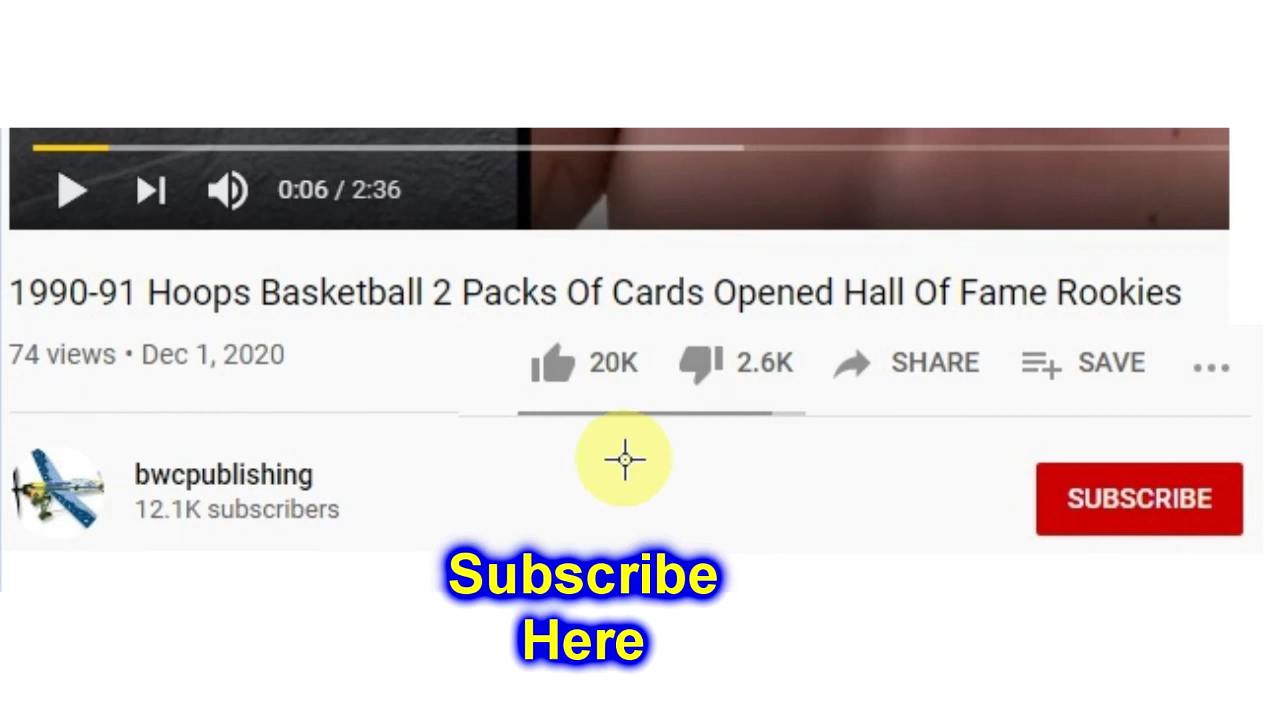 0:06 / 2:36
1990-91 Hoops Basketball 2 Packs Of Cards Opened Hall Of Fame Rookies
74 views • Dec 1, 2020
20K 2.6K SHARE SAVE
bwcpublishing
12.1K subscribers
SUBSCRIBE
Subscribe
Here